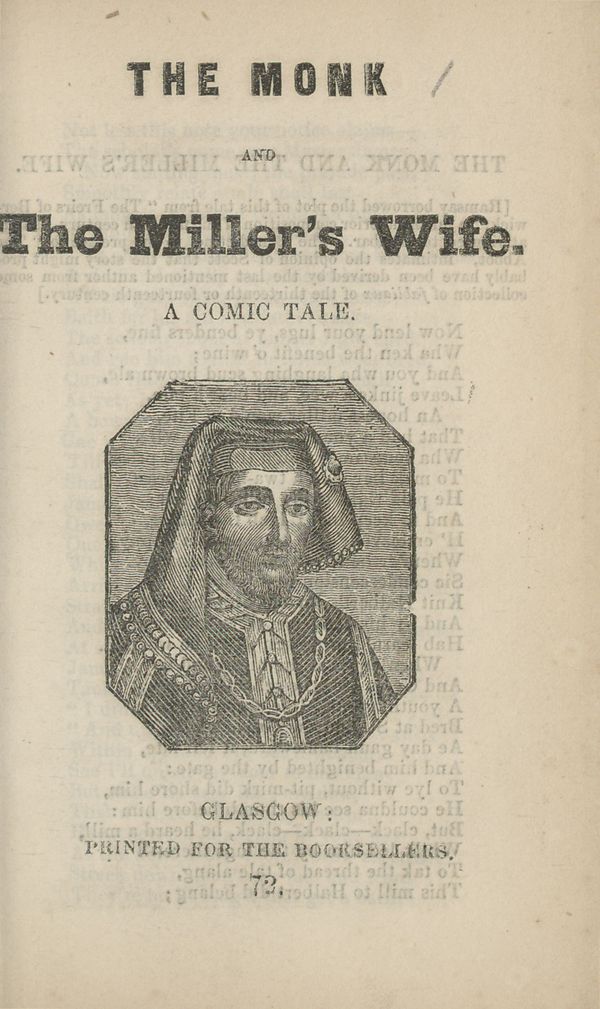 THE MONK
AND
The Miller's Wife.
A COMIC TALE.
GLASGOW:
PRINTED FOR THE BOOKSELLERS.
72.